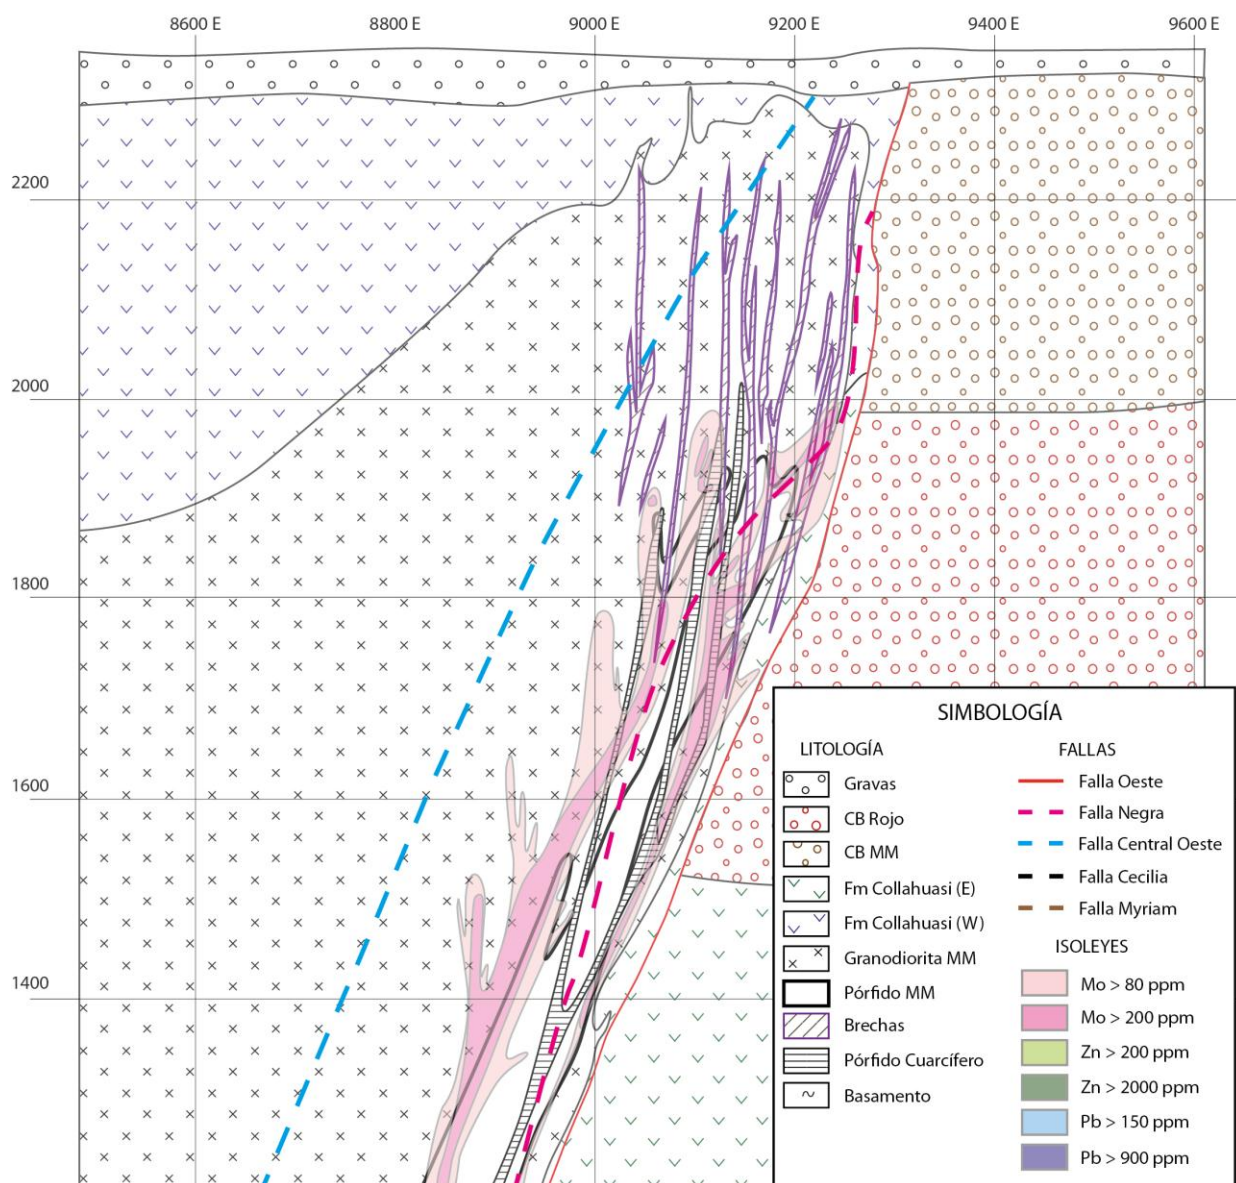 8600 E 8800 E 9000 E 9200 E 9400 E 9600 E
2200
2000
1800
1600
1400
SIMBOLOGÍA
LITOLOGÍA
Gravas
CB Rojo
CB MM
Fm Collahuasi (E)
Fm Collahuasi (W)
Granodiorita MM
Pórfido MM
Brechas
Pórfido Cuarcífero
Basamento
FALLAS
Falla Oeste
Falla Negra
Falla Central Oeste
Falla Cecilia
Falla Myriam
ISOLEYES
Mo > 80 ppm
Mo > 200 ppm
Zn > 200 ppm
Zn > 2000 ppm
Pb > 150 ppm
Pb > 900 ppm